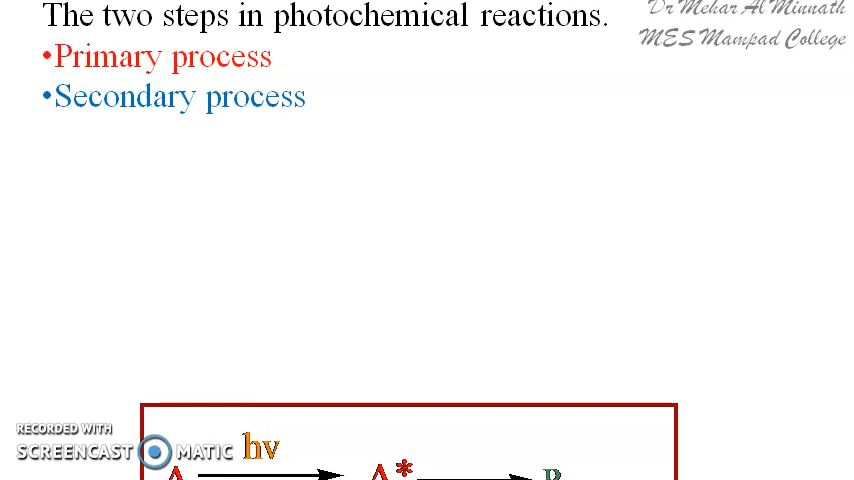 The two steps in photochemical reactions.
Dr Mehar Al Minnath
MES Mampad College
•Primary process
•Secondary process
RECORDED WITH
SCREENCAST MATIC
hν
A A*